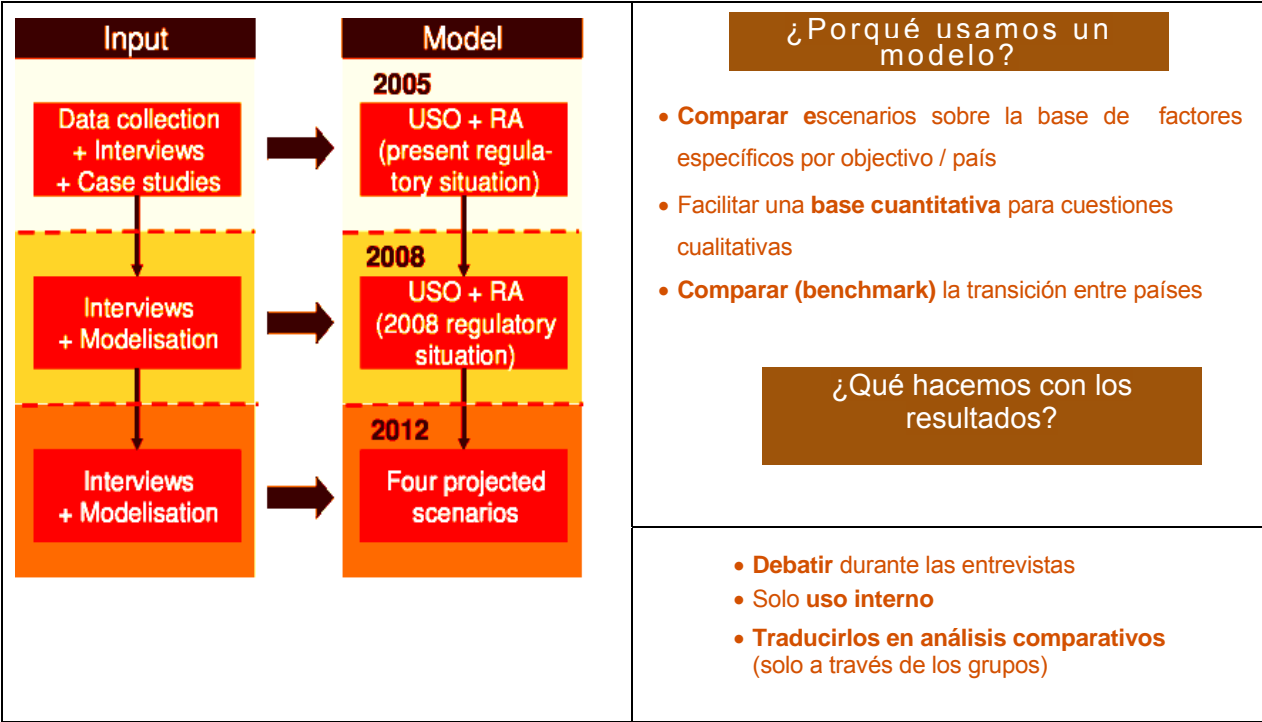 Input
Model
2005
Data collection
+ Interviews
+ Case studies
USO + RA
(present regula-
tory situation)
2008
Interviews
+ Modelisation
USO + RA
(2008 regulatory
situation)
2012
Interviews
+ Modelisation
Four projected
scenarios
¿Porqué usamos un
modelo?
• Comparar escenarios sobre la base de factores
específicos por objectivo / país
• Facilitar una base cuantitativa para cuestiones
cualitativas
• Comparar (benchmark) la transición entre países
¿Qué hacemos con los
resultados?
• Debatir durante las entrevistas
• Solo uso interno
• Traducirlos en análisis comparativos
(solo a través de los grupos)